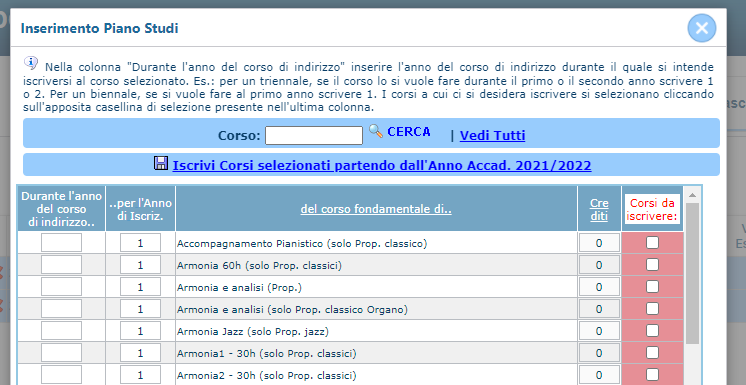 Inserimento Piano Studi
Nella colonna "Durante l'anno del corso di indirizzo" inserire l'anno del corso di indirizzo durante il quale si intende
iscriversi al corso selezionato. Es.: per un triennale, se il corso lo si vuole fare durante il primo o il secondo anno scrivere 1
o 2. Per un biennale, se si vuole fare al primo anno scrivere 1. I corsi a cui ci si desidera iscrivere si selezionano cliccando
sull'apposita casellina di selezione presente nell'ultima colonna.
Corso: CERCA | Vedi Tutti
Iscrivi Corsi selezionati partendo dall'Anno Accad. 2021/2022
Durante l'anno del corso di indirizzo.. ..per l'Anno di Iscriz. del corso fondamentale di.. Cre diti Corsi da iscrivere:
1 Accompagnamento Pianistico (solo Prop. classico) 0
1 Armonia 60h (solo Prop. classici) 0
1 Armonia e analisi (Prop.) 0
1 Armonia e analisi (solo Prop. classico Organo) 0
1 Armonia Jazz (solo Prop. jazz) 0
1 Armonia1 - 30h (solo Prop. classici) 0
1 Armonia2 - 30h (solo Prop. classici) 0